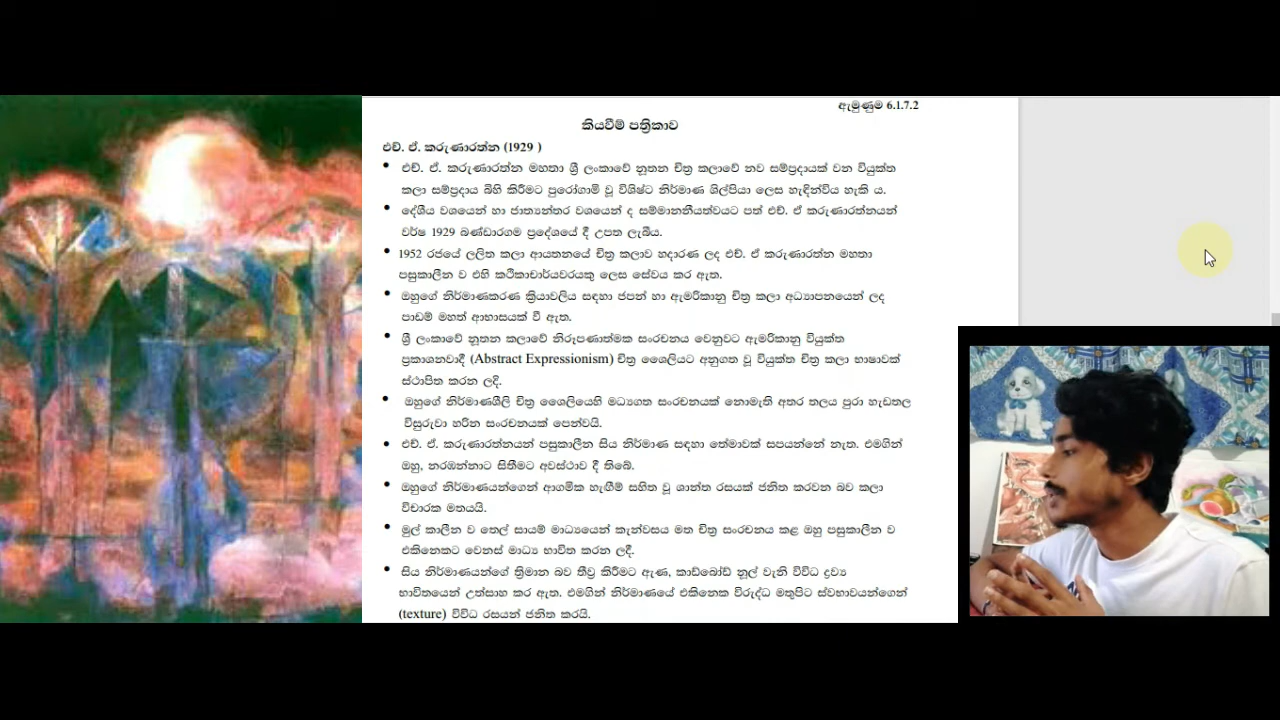 ඇමුණුම 6.1.7.2
කියවීම් පත්‍රිකාව
එච්. ඒ. කරුණාරත්න (1929 )
• එච්. ඒ. කරුණාරත්න මහතා ශ්‍රී ලංකාවේ නූතන චිත්‍ර කලාවේ නව සම්ප්‍රදායක් වන වියුක්ත
කලා සම්ප්‍රදාය බිහි කිරීමට පුරෝගාමී වූ විශිෂ්ට නිර්මාණ ශිල්පියා ලෙස හැඳින්විය හැකි ය.
• දේශීය වශයෙන් හා ජාත්‍යන්තර වශයෙන් ද සම්මානනීයත්වයට පත් එච්. ඒ කරුණාරත්නයන්
වර්ෂ 1929 බණ්ඩාරගම ප්‍රදේශයේ දී උපත ලැබීය.
• 1952 රජයේ ලලිත කලා ආයතනයේ චිත්‍ර කලාව හදාරණ ලද එච්. ඒ කරුණාරත්න මහතා
පසුකාලීන ව එහි කථිකාචාර්යවරයකු ලෙස සේවය කර ඇත.
• ඔහුගේ නිර්මාණකරණ ක්‍රියාවලිය සඳහා ජපන් හා ඇමරිකානු චිත්‍ර කලා අධ්‍යාපනයෙන් ලද
පාඩම් මහත් ආභාසයක් වී ඇත.
• ශ්‍රී ලංකාවේ නූතන කලාවේ නිරූපණාත්මක සංරචනය වෙනුවට ඇමරිකානු වියුක්ත
ප්‍රකාශනවාදී (Abstract Expressionism) චිත්‍ර ශෛලියට අනුගත වූ වියුක්ත චිත්‍ර කලා භාෂාවක්
ස්ථාපිත කරන ලදි.
• ඔහුගේ නිර්මාණශීලි චිත්‍ර ශෛලියෙහි මධ්‍යගත සංරචනයක් නොමැති අතර තලය පුරා හැඩතල
විසුරුවා හරින සංරචනයක් පෙන්වයි.
• එච්. ඒ. කරුණාරත්නයන් පසුකාලීන සිය නිර්මාණ සඳහා තේමාවක් සපයන්නේ නැත. එමගින්
ඔහු, නරඹන්නාට සිතීමට අවස්ථාව දී තිබේ.
• ඔහුගේ නිර්මාණයන්ගෙන් ආගමික හැඟීම් සහිත වූ ශාන්ත රසයක් ජනිත කරවන බව කලා
විචාරක මතයයි.
• මුල් කාලීන ව තෙල් සායම් මාධ්‍යයෙන් කැන්වසය මත චිත්‍ර සංරචනය කළ ඔහු පසුකාලීන ව
එකිනෙකට වෙනස් මාධ්‍ය භාවිත කරන ලදී.
• සිය නිර්මාණයන්ගේ ත්‍රිමාන බව තීව්‍ර කිරීමට ඇණ, කාඩ්බෝඩ් නූල් වැනි විවිධ ද්‍රව්‍ය
භාවිතයෙන් උත්සාහ කර ඇත. එමගින් නිර්මාණයේ එකිනෙක විරුද්ධ මතුපිට ස්වභාවයන්ගෙන්
(texture) විවිධ රසයන් ජනිත කරයි.